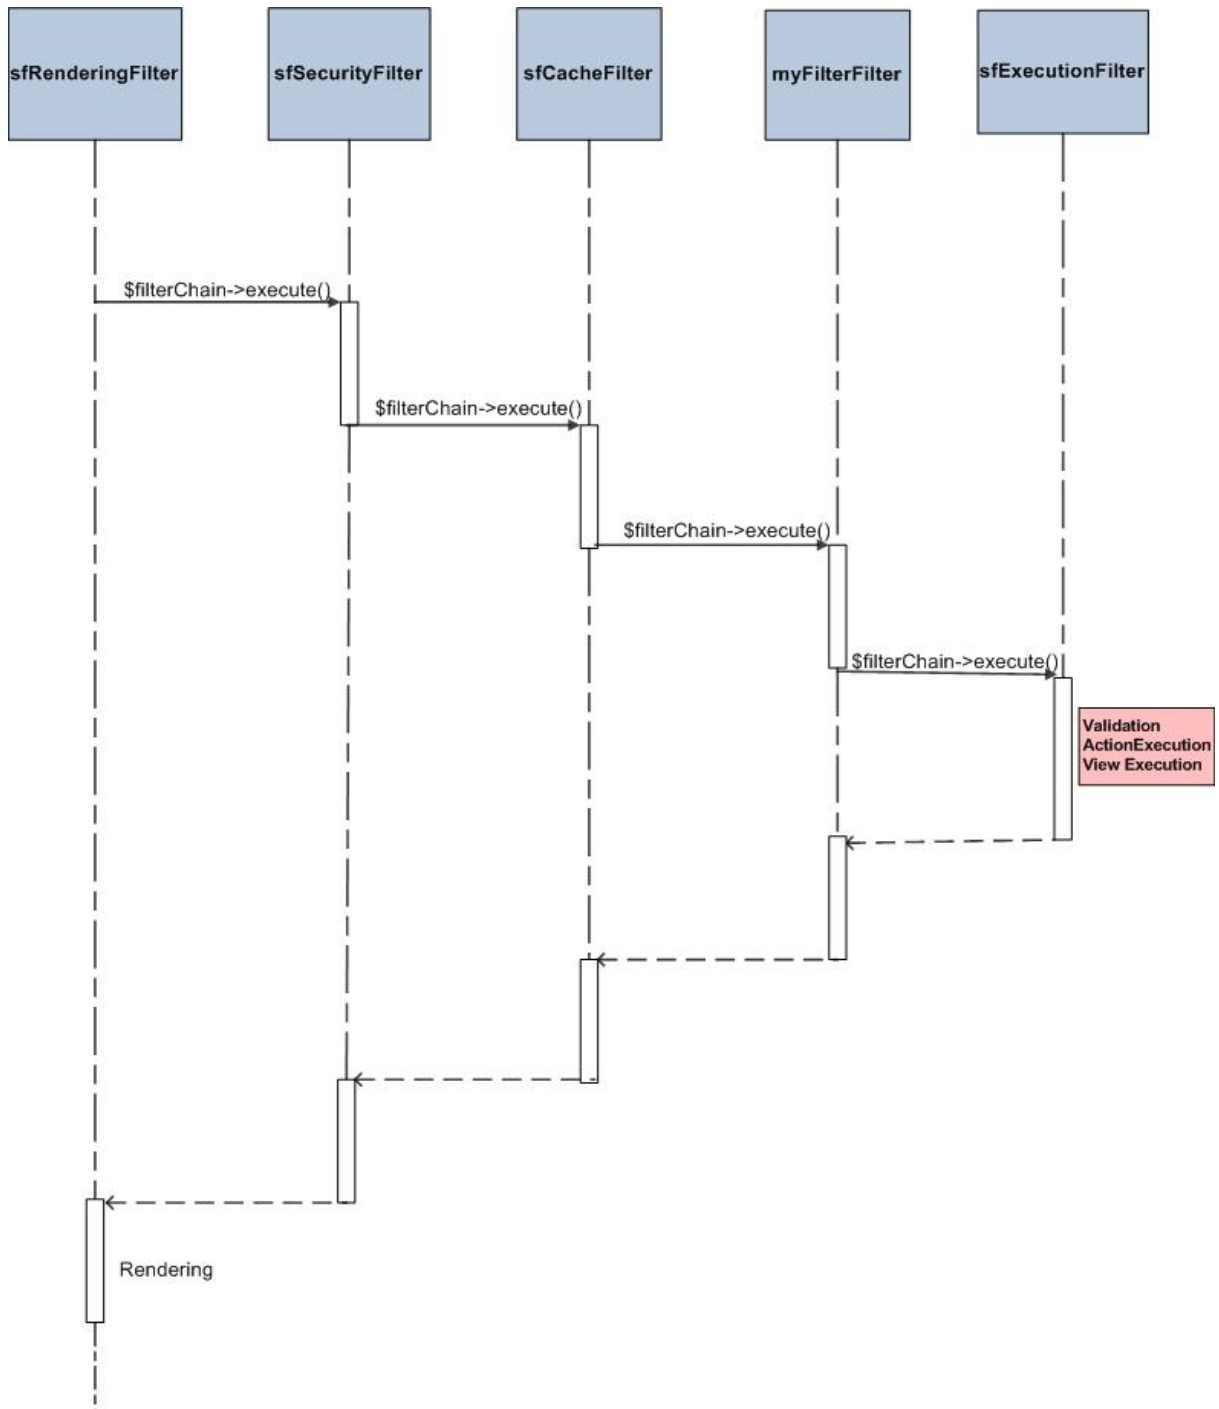 sfRenderingFilter
sfSecurityFilter
sfCacheFilter
myFilterFilter
sfExecutionFilter
$filterChain->execute()
$filterChain->execute()
$filterChain->execute()
$filterChain->execute()
Validation
ActionExecution
View Execution
Rendering